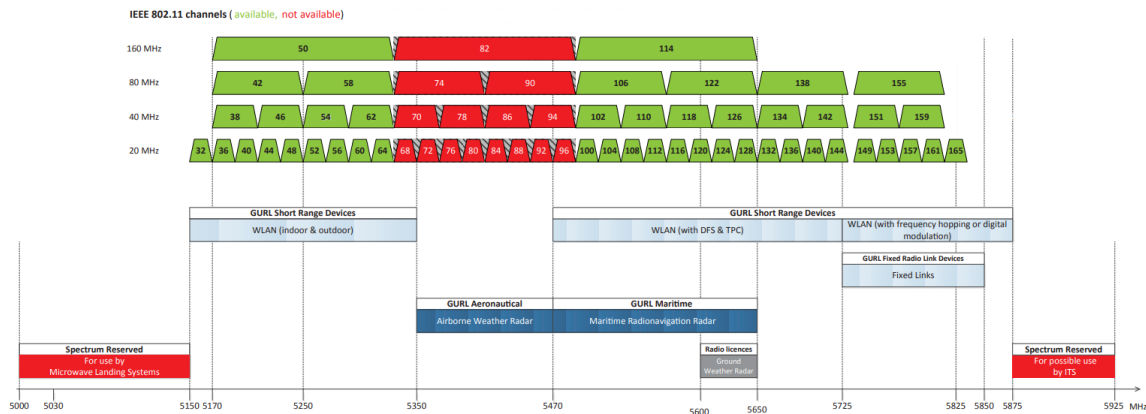 IEEE 802.11 channels ( available, not available)
160 MHz 50 82 114
80 MHz 42 58 74 90 106 122 138 155
40 MHz 38 46 54 62 70 78 86 94 102 110 118 126 134 142 151 159
20 MHz 32 36 40 44 48 52 56 60 64 68 72 76 80 84 88 92 96 100 104 108 112 116 120 124 128 132 136 140 144 149 153 157 161 165
GURL Short Range Devices GURL Short Range Devices
WLAN (indoor & outdoor) WLAN (with DFS & TPC) WLAN (with frequency hopping or digital
modulation)
GURL Fixed Radio Link Devices
Fixed Links
GURL Aeronautical GURL Maritime
Airborne Weather Radar Maritime Radionavigation Radar
Spectrum Reserved Radio licences Spectrum Reserved
For use by Ground For possible use
Microwave Landing Systems Weather Radar by ITS
5000 5030 5150 5170 5250 5350 5470 5600 5650 5725 5825 5850 5875 5925 MHz